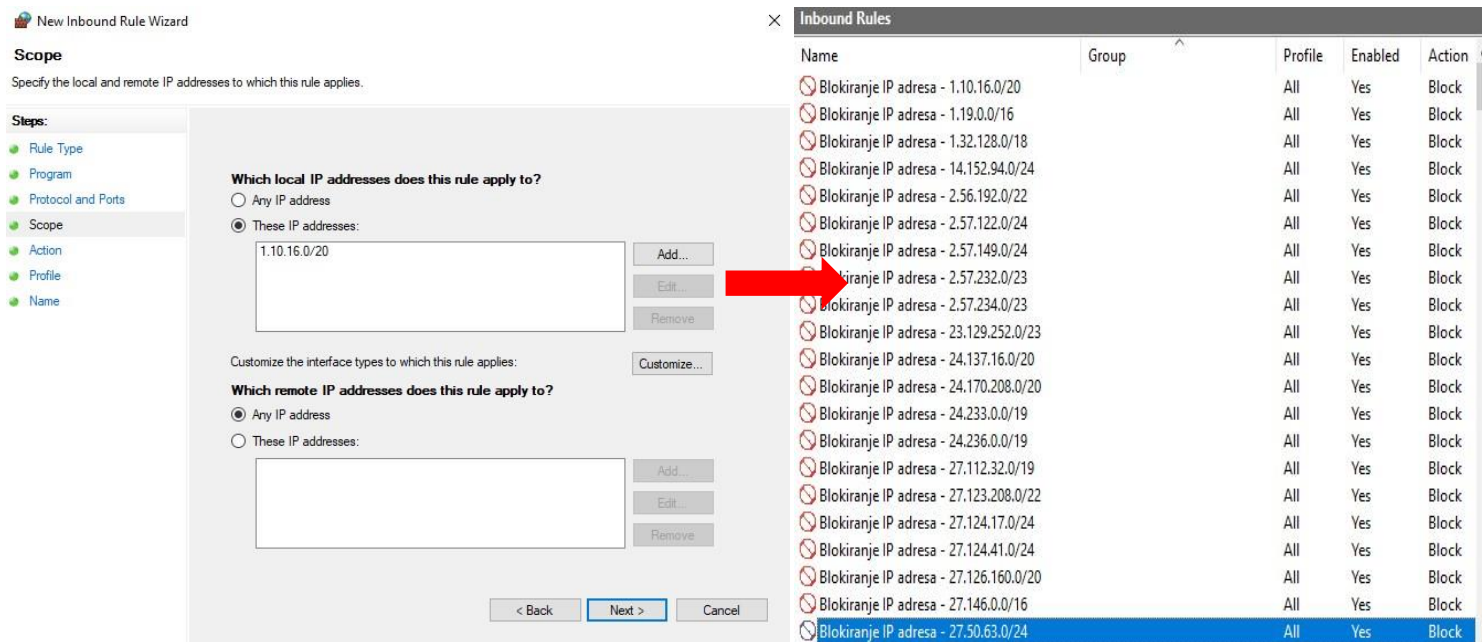 New Inbound Rule Wizard
Scope
Specify the local and remote IP addresses to which this rule applies.
Steps:
Rule Type
Program
Protocol and Ports
Scope
Action
Profile
Name
Which local IP addresses does this rule apply to?
Any IP address
These IP addresses:
1.10.16.0/20
Add...
Edit...
Remove
Customize the interface types to which this rule applies:
Customize...
Which remote IP addresses does this rule apply to?
Any IP address
These IP addresses:
Add...
Edit...
Remove
< Back Next > Cancel
Inbound Rules
Name Group Profile Enabled Action
Blokiranje IP adresa - 1.10.16.0/20 All Yes Block
Blokiranje IP adresa - 1.19.0.0/16 All Yes Block
Blokiranje IP adresa - 1.32.128.0/18 All Yes Block
Blokiranje IP adresa - 14.152.94.0/24 All Yes Block
Blokiranje IP adresa - 2.56.192.0/22 All Yes Block
Blokiranje IP adresa - 2.57.122.0/24 All Yes Block
Blokiranje IP adresa - 2.57.149.0/24 All Yes Block
kiranje IP adresa - 2.57.232.0/23 All Yes Block
Blokiranje IP adresa - 2.57.234.0/23 All Yes Block
Blokiranje IP adresa - 23.129.252.0/23 All Yes Block
Blokiranje IP adresa - 24.137.16.0/20 All Yes Block
Blokiranje IP adresa - 24.170.208.0/20 All Yes Block
Blokiranje IP adresa - 24.233.0.0/19 All Yes Block
Blokiranje IP adresa - 24.236.0.0/19 All Yes Block
Blokiranje IP adresa - 27.112.32.0/19 All Yes Block
Blokiranje IP adresa - 27.123.208.0/22 All Yes Block
Blokiranje IP adresa - 27.124.17.0/24 All Yes Block
Blokiranje IP adresa - 27.124.41.0/24 All Yes Block
Blokiranje IP adresa - 27.126.160.0/20 All Yes Block
Blokiranje IP adresa - 27.146.0.0/16 All Yes Block
Blokiranje IP adresa - 27.50.63.0/24 All Yes Block